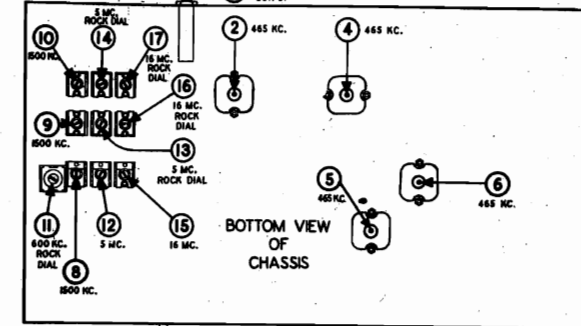 10
1500 KC.
5 MC.
ROCK DIAL
14
17
16 MC.
ROCK
DIAL
2 465 KC.
4 465 KC.
16
16 MC.
ROCK
DIAL
9
1500 KC.
13
5 MC.
ROCK DIAL
11
600 KC.
ROCK
DIAL
8
1500 KC.
12
5 MC.
15
16 MC.
BOTTOM VIEW
OF
CHASSIS
5
465 KC.
6
465 KC.